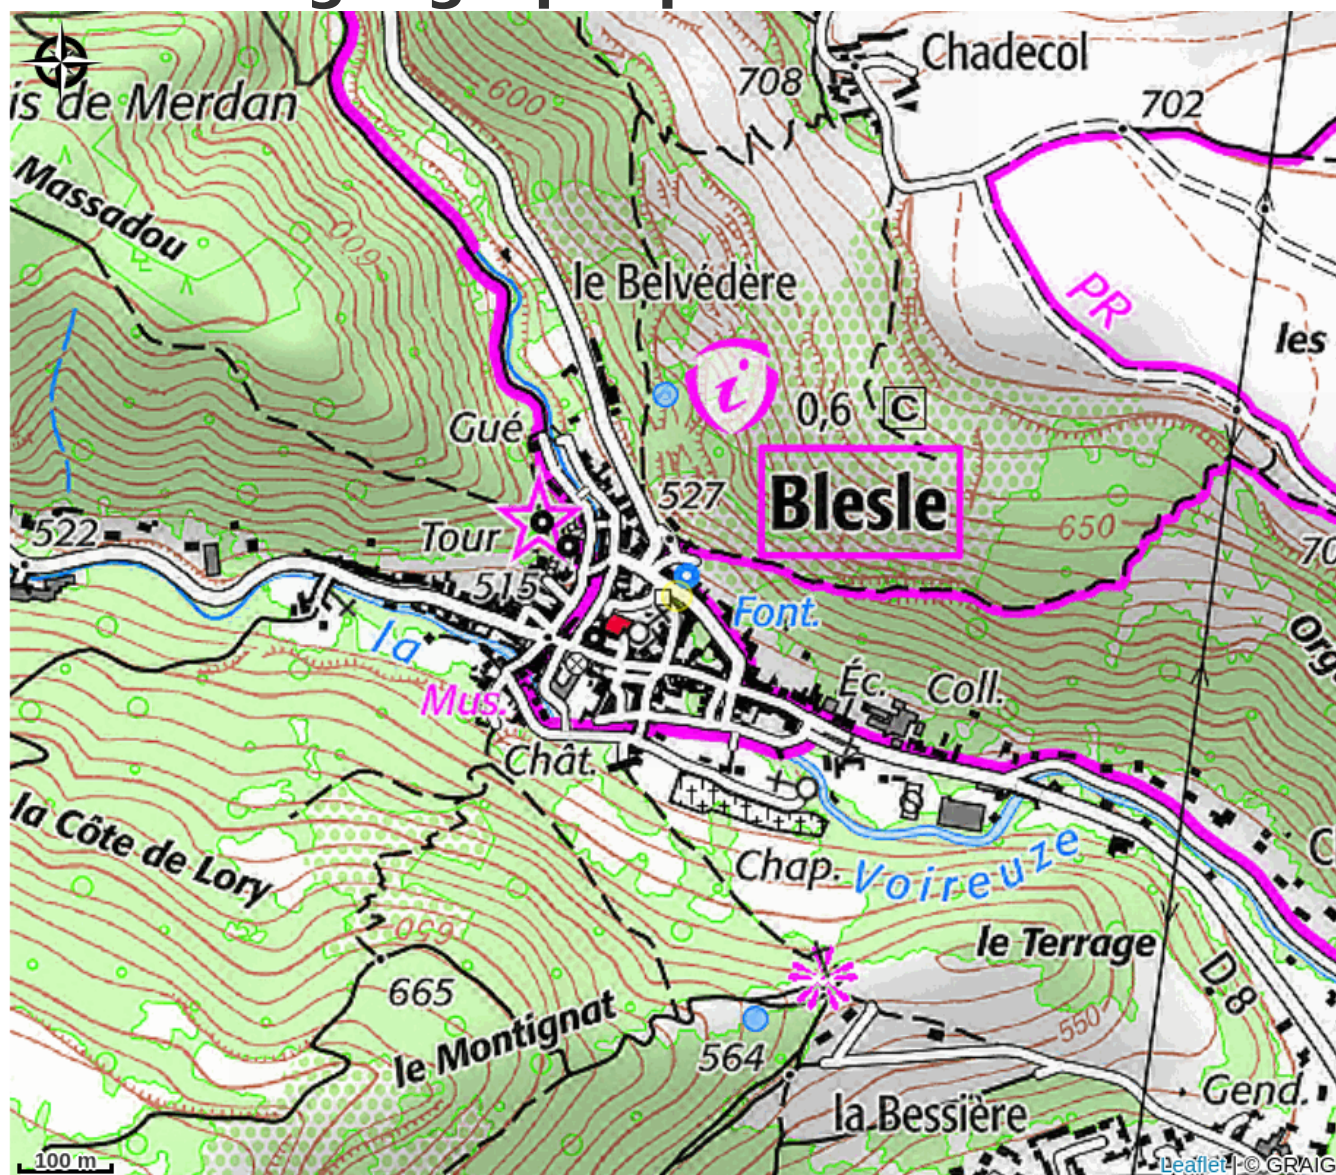 Chadecol
708
702
600
is de Merdan
Massadou
600
le Belvédère
PR
les
i
0,6
C
Gué
Blesle
527
650
Tour
522
515
70
Font.
la
org
Mus.
Éc.
Coll.
Chât.
la Côte de Lory
Chap.
Voireuze
650
le Terrage
665
D.8
le Montignat
550
564
Gend.
la Bessière
100 m
Leaflet | © GRAIG